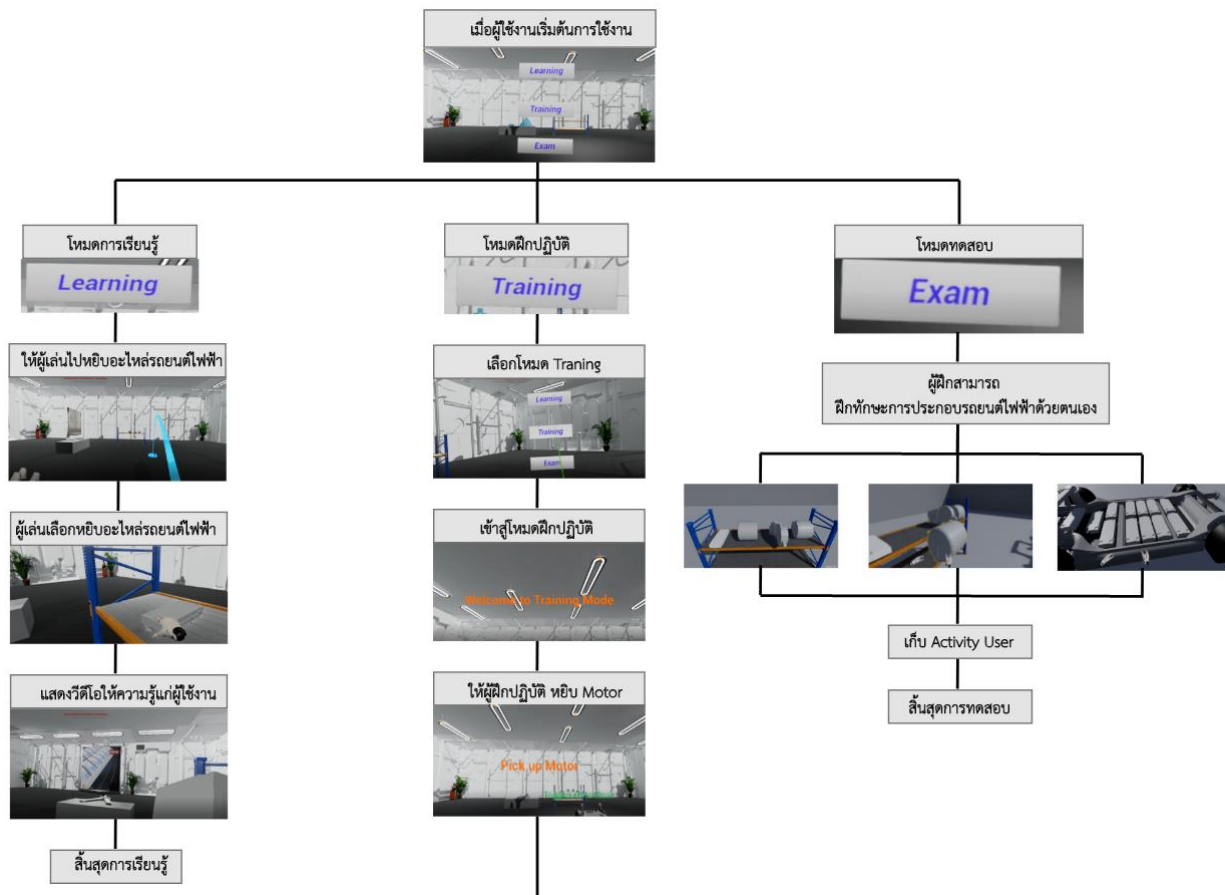 เมื่อผู้ใช้งานเริ่มต้นการใช้งาน
Learning
Training
Exam
โหมดการเรียนรู้
Learning
ให้ผู้เล่นไปหยิบอะไหล่รถยนต์ไฟฟ้า
ผู้เล่นเลือกหยิบอะไหล่รถยนต์ไฟฟ้า
แสดงวีดีโอให้ความรู้แก่ผู้ใช้งาน
สิ้นสุดการเรียนรู้
โหมดฝึกปฏิบัติ
Training
เลือกโหมด Traning
Learning
Training
Exam
เข้าสู่โหมดฝึกปฏิบัติ
Welcome to Training Mode
ให้ผู้ฝึกปฏิบัติ หยิบ Motor
Pick up Motor
โหมดทดสอบ
Exam
ผู้ฝึกสามารถ
ฝึกทักษะการประกอบรถยนต์ไฟฟ้าด้วยตนเอง
เก็บ Activity User
สิ้นสุดการทดสอบ